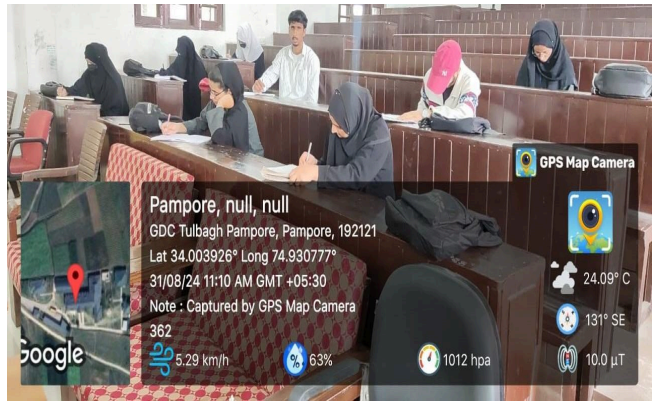 GPS Map Camera
Pampore, null, null
GDC Tulbagh Pampore, Pampore, 192121
Lat 34.003926° Long 74.930777°
31/08/24 11:10 AM GMT +05:30
Note : Captured by GPS Map Camera
362
5.29 km/h
63%
1012 hpa
24.09° C
131° SE
10.0 µT
Google